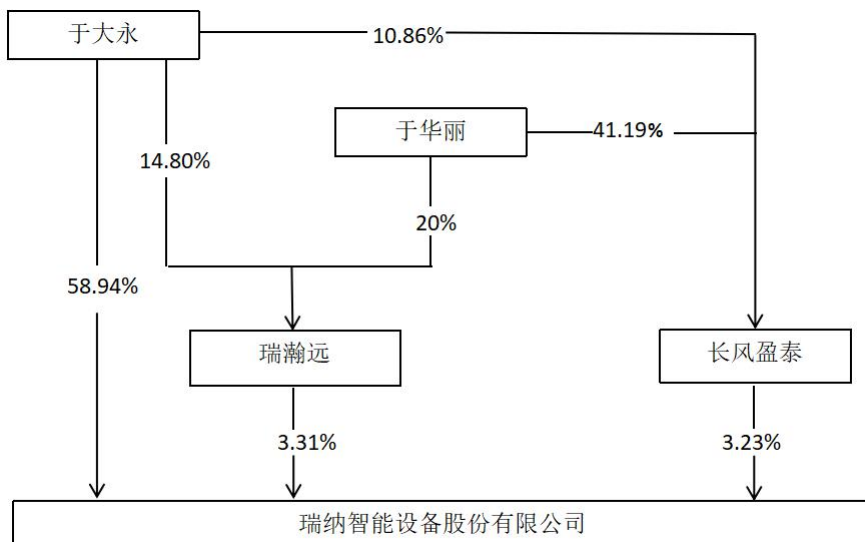 于大永
10.86%
于华丽
41.19%
14.80%
20%
58.94%
瑞瀚远
长风盈泰
3.31%
3.23%
瑞纳智能设备股份有限公司